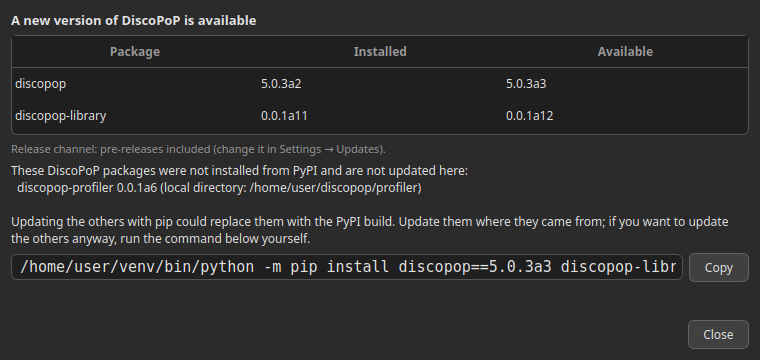 A new version of DiscoPoP is available
Package Installed Available
discopop 5.0.3a2 5.0.3a3
discopop-library 0.0.1a11 0.0.1a12
Release channel: pre-releases included (change it in Settings → Updates).
These DiscoPoP packages were not installed from PyPI and are not updated here:
discopop-profiler 0.0.1a6 (local directory: /home/user/discopop/profiler)
Updating the others with pip could replace them with the PyPI build. Update them where they came from; if you want to update
the others anyway, run the command below yourself.
/home/user/venv/bin/python -m pip install discopop==5.0.3a3 discopop-libr Copy
Close